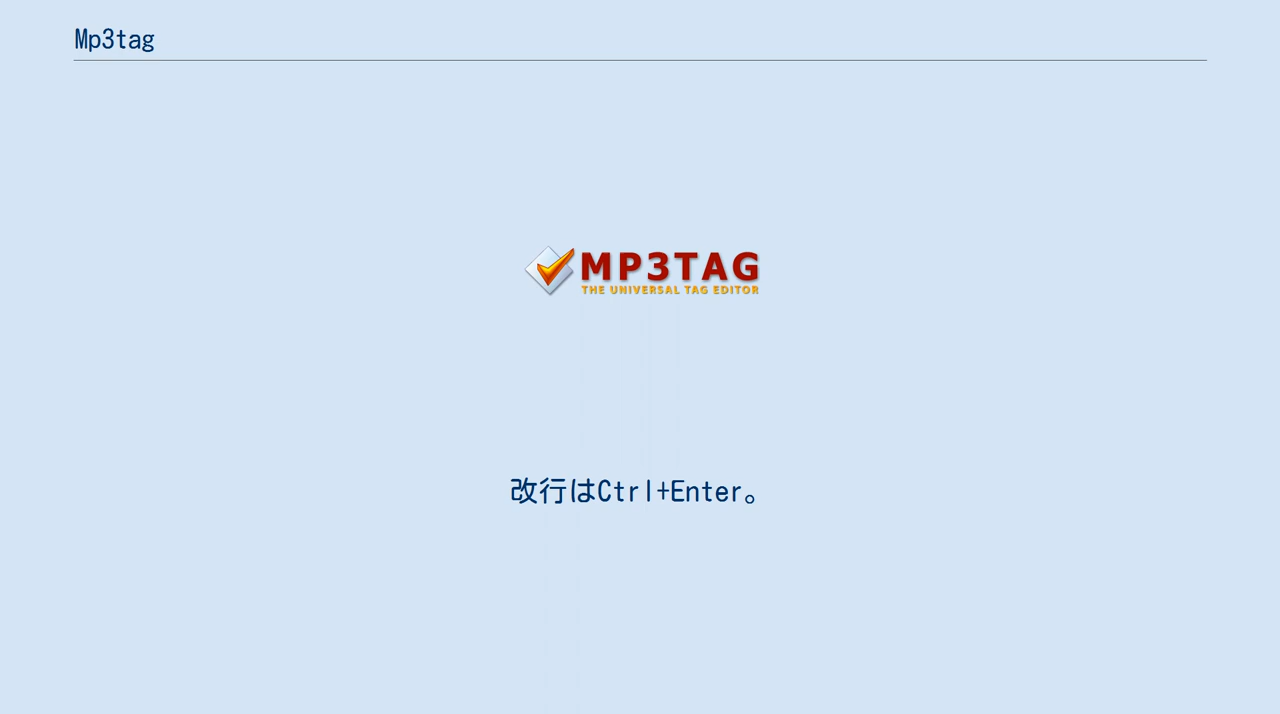 Mp3tag
MP3TAG
THE UNIVERSAL TAG EDITOR
改行はCtrl+Enter。